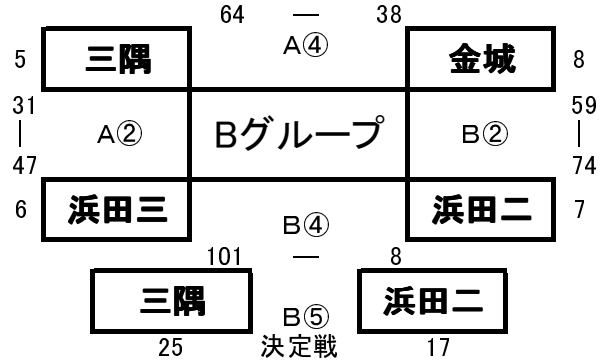 64 — 38
5 三隅 A④ 金城 8
31 | 47 A② Bグループ B② 59 | 74
6 浜田三 B④ 浜田二 7
101 — 8
三隅 B⑤ 浜田二
25 決定戦 17